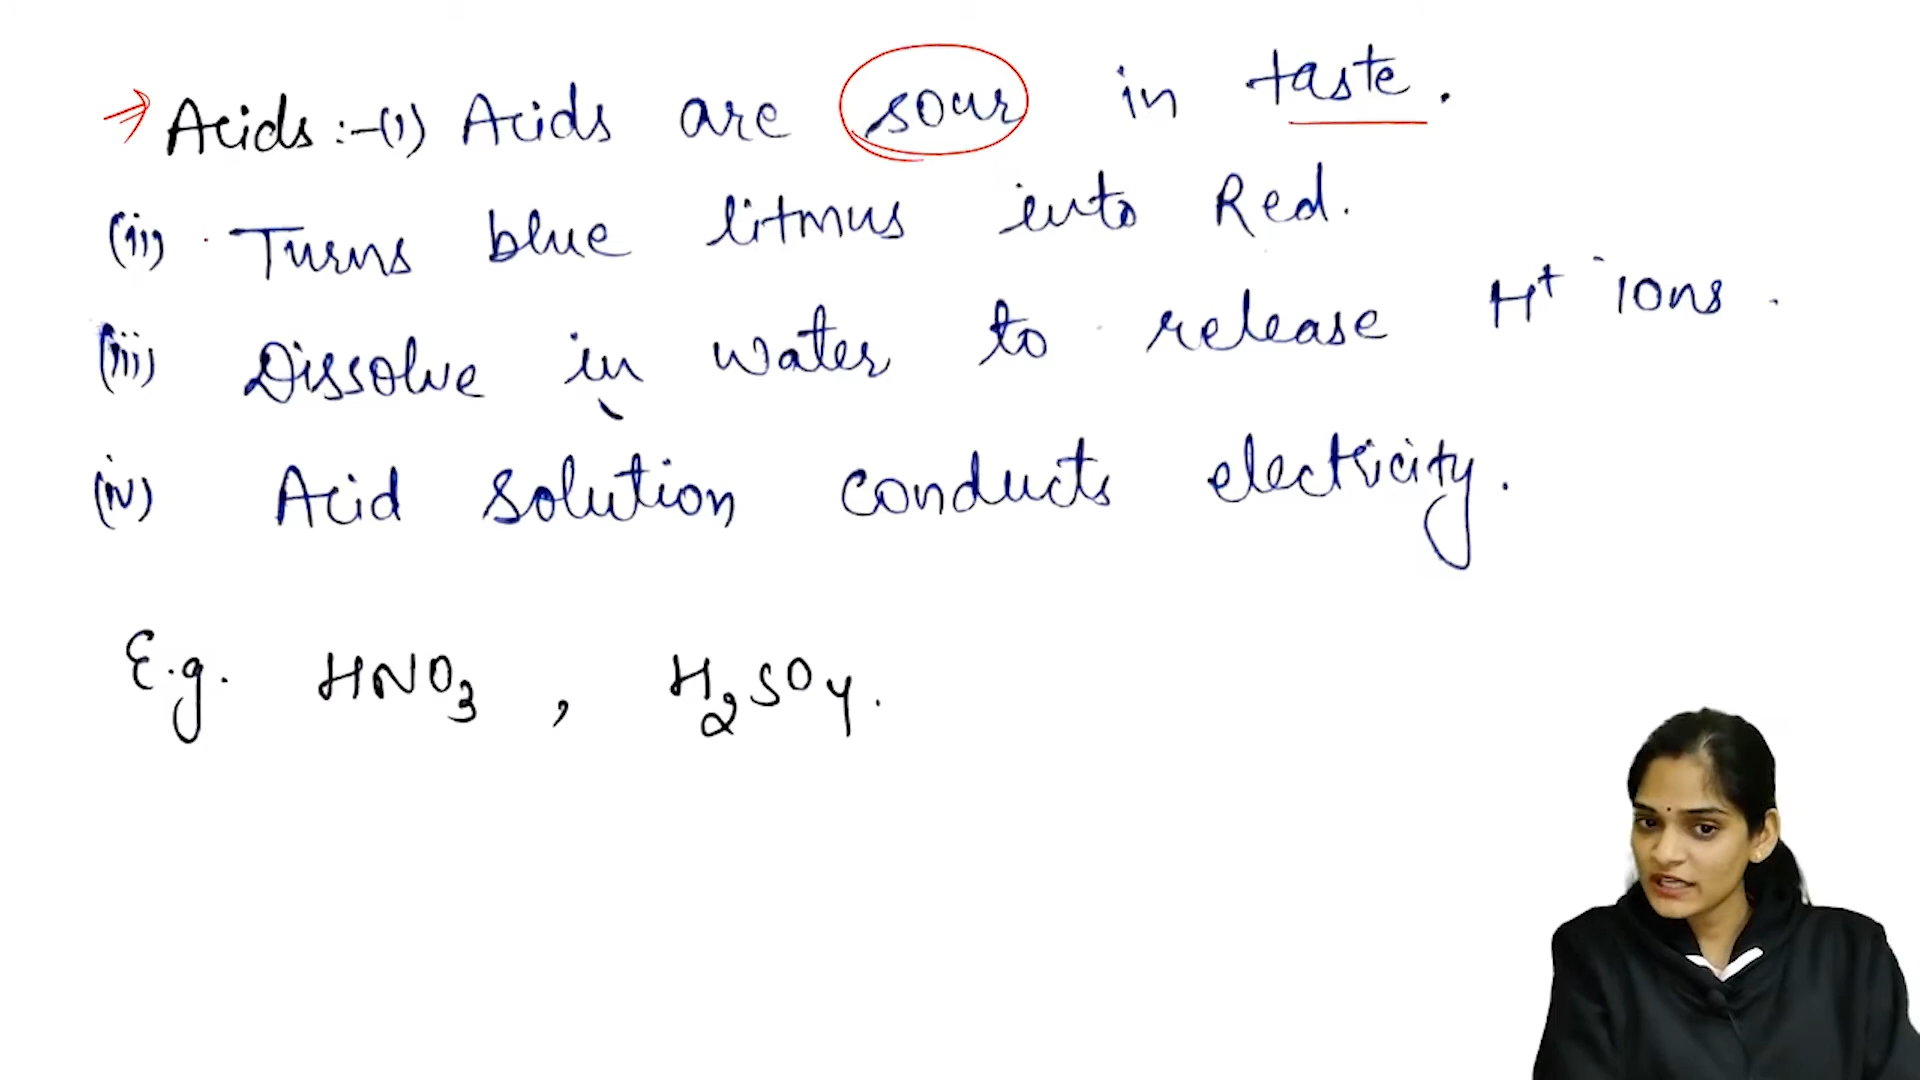 ⇒ Acids :-(i) Acids are sour in taste.
(ii) Turns blue litmus into Red.
(iii) Dissolve in water to release H⁺ ions.
(iv) Acid solution conducts electricity.
E.g. HNO₃, H₂SO₄.